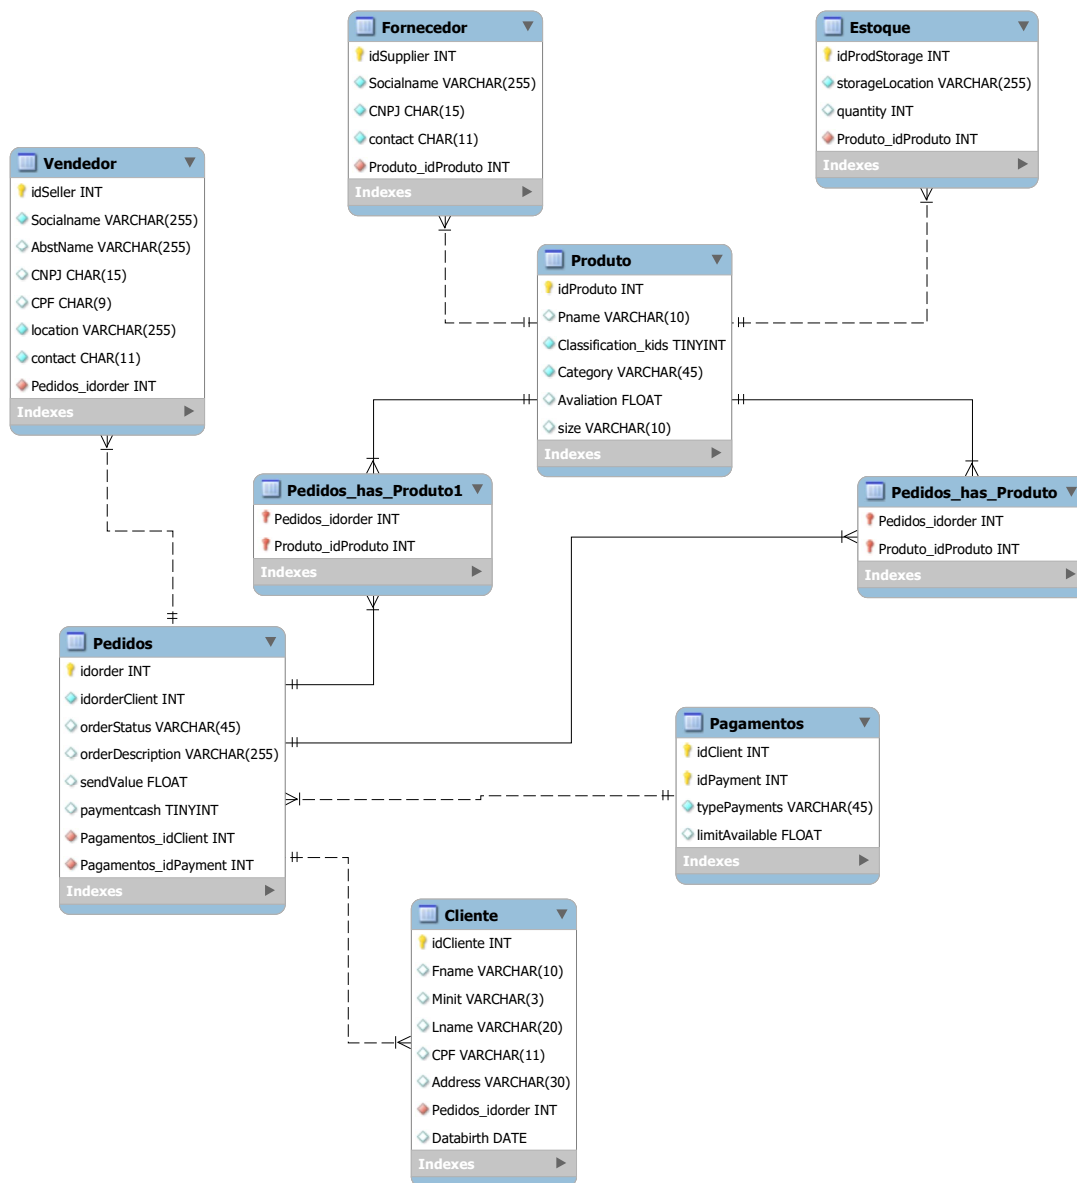 Fornecedor
idSupplier INT
Socialname VARCHAR(255)
CNPJ CHAR(15)
contact CHAR(11)
Produto_idProduto INT
Indexes
Estoque
idProdStorage INT
storageLocation VARCHAR(255)
quantity INT
Produto_idProduto INT
Indexes
Vendedor
idSeller INT
Socialname VARCHAR(255)
AbstName VARCHAR(255)
CNPJ CHAR(15)
CPF CHAR(9)
location VARCHAR(255)
contact CHAR(11)
Pedidos_idorder INT
Indexes
Produto
idProduto INT
Pname VARCHAR(10)
Classification_kids TINYINT
Category VARCHAR(45)
Avaliation FLOAT
size VARCHAR(10)
Indexes
Pedidos_has_Produto1
Pedidos_idorder INT
Produto_idProduto INT
Indexes
Pedidos_has_Produto
Pedidos_idorder INT
Produto_idProduto INT
Indexes
Pedidos
idorder INT
idorderClient INT
orderStatus VARCHAR(45)
orderDescription VARCHAR(255)
sendValue FLOAT
paymentcash TINYINT
Pagamentos_idClient INT
Pagamentos_idPayment INT
Indexes
Pagamentos
idClient INT
idPayment INT
typePayments VARCHAR(45)
limitAvailable FLOAT
Indexes
Cliente
idCliente INT
Fname VARCHAR(10)
Minit VARCHAR(3)
Lname VARCHAR(20)
CPF VARCHAR(11)
Address VARCHAR(30)
Pedidos_idorder INT
Databirth DATE
Indexes